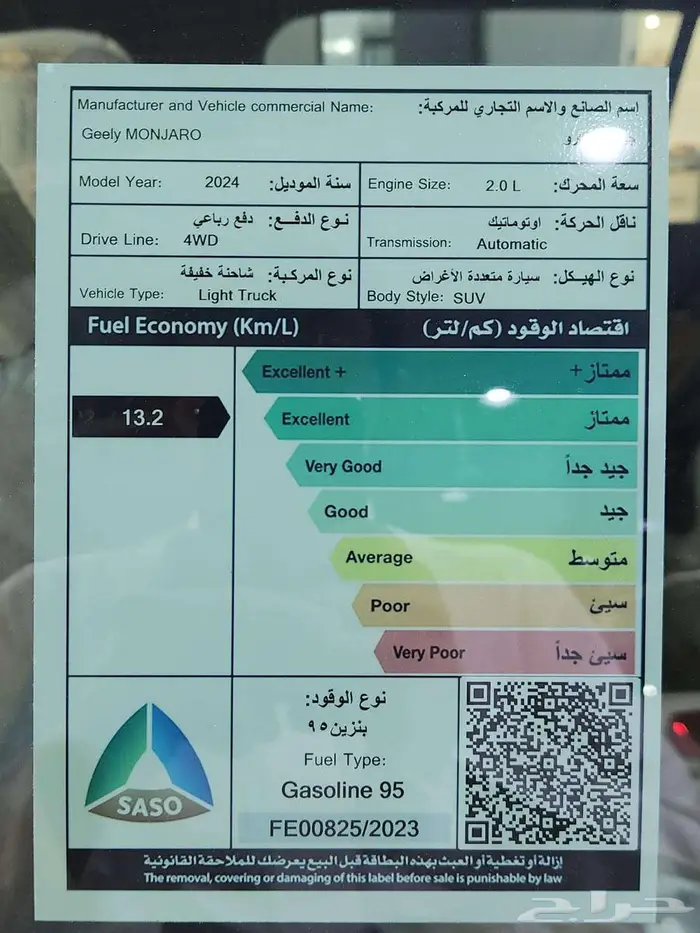 Manufacturer and Vehicle commercial Name: اسم الصانع والاسم التجاري للمركبة:
Geely MONJARO
Model Year: 2024 سنة الموديل:
Engine Size: 2.0 L سعة المحرك:
نوع الدفع: دفع رباعي
Drive Line: 4WD
ناقل الحركة: اوتوماتيك
Transmission: Automatic
نوع المركبة: شاحنة خفيفة
Vehicle Type: Light Truck
نوع الهيكل: سيارة متعددة الأغراض
Body Style: SUV
Fuel Economy (Km/L) اقتصاد الوقود (كم/لتر)
Excellent + ممتاز+
13.2
Excellent ممتاز
Very Good جيد جداً
Good جيد
Average متوسط
Poor سيئ
Very Poor سيئ جداً
SASO
نوع الوقود:
بنزين ٩٥
Fuel Type:
Gasoline 95
FE00825/2023
إزالة أو تغطية أو العبث بهذه البطاقة قبل البيع يعرضك للملاحقة القانونية
The removal, covering or damaging of this label before sale is punishable by law
حراج